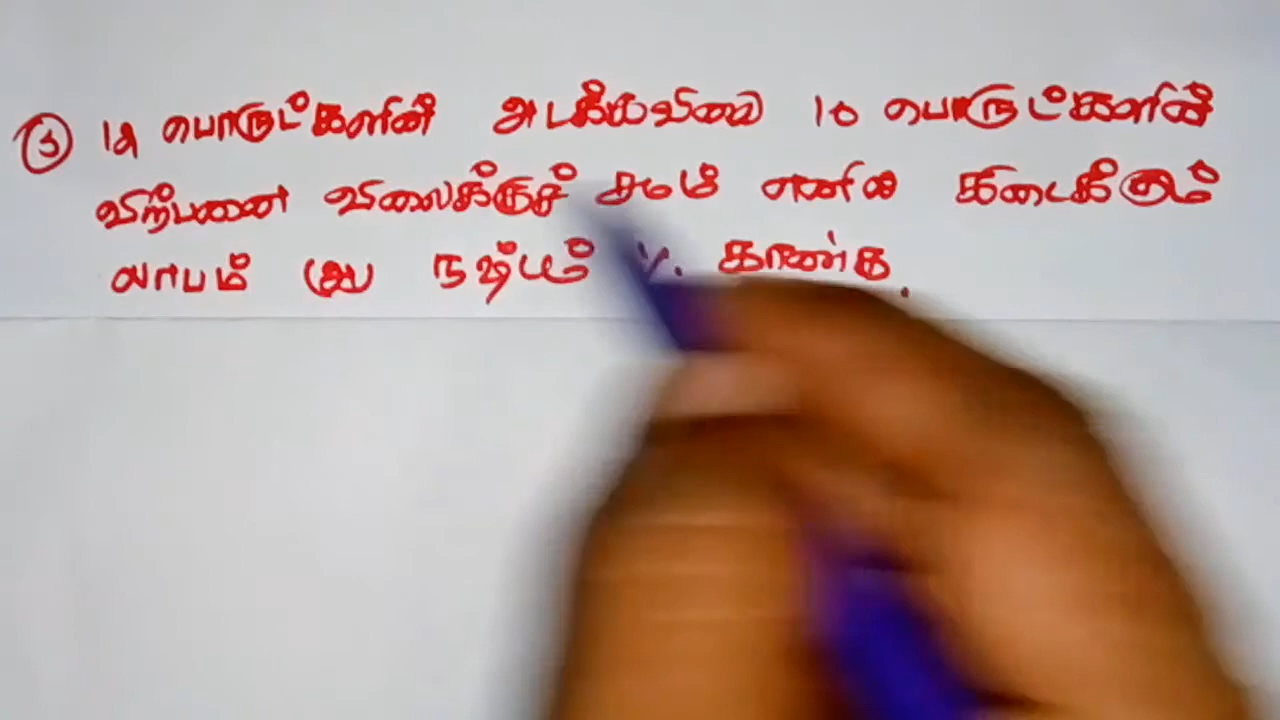 ③ 12 பொருட்களின் அடக்கவிலை 10 பொருட்களின்
விற்பனை விலைக்குச் சமம் எனில் கிடைக்கும்
லாபம் (அ) நஷ்டம் %. காண்க.